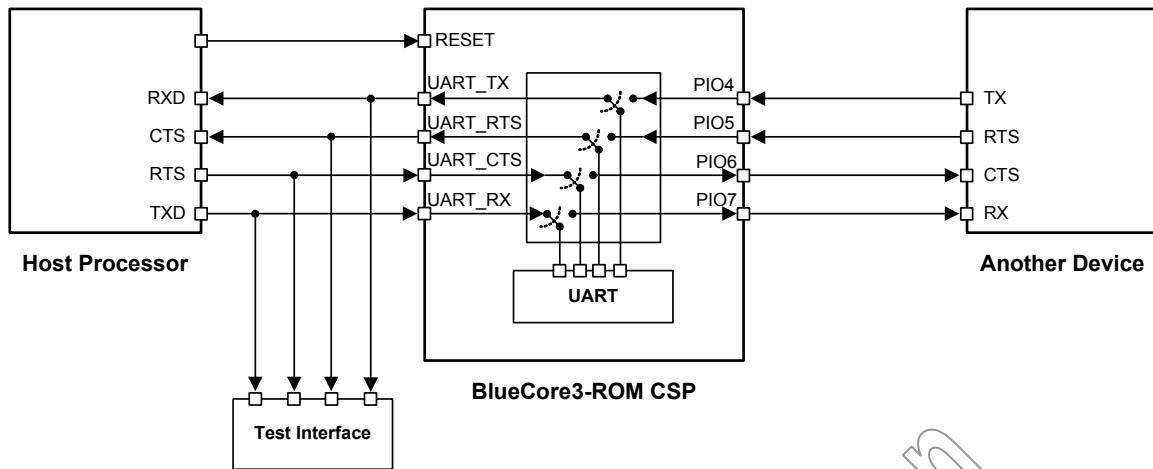 RESET
RXD
UART_TX
PIO4
TX
CTS
UART_RTS
PIO5
RTS
RTS
UART_CTS
PIO6
CTS
TXD
UART_RX
PIO7
RX
Host Processor
Another Device
UART
BlueCore3-ROM CSP
Test Interface